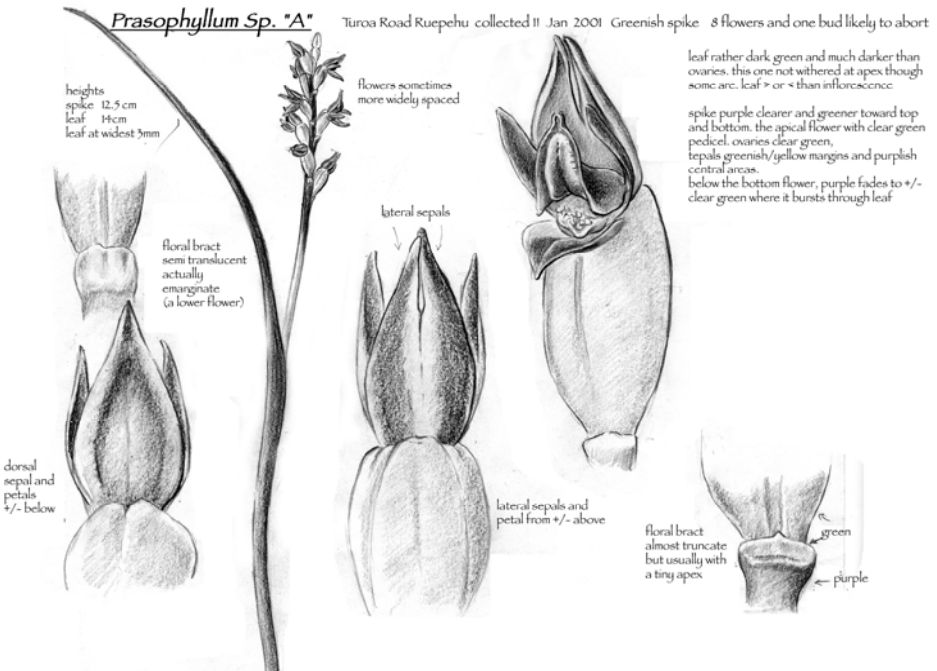 Prasophyllum Sp. "A"
Turoa Road Ruepehu collected 11 Jan 2001 Greenish spike 8 flowers and one bud likely to abort
heights
spike 12.5 cm
leaf 14cm
leaf at widest 3mm
flowers sometimes
more widely spaced
leaf rather dark green and much darker than
ovaries. this one not withered at apex though
some are. leaf > or < than inflorescence
spike purple clearer and greener toward top
and bottom. the apical flower with clear green
pedicel. ovaries clear green,
tepals greenish/yellow margins and purplish
central areas.
below the bottom flower, purple fades to +/-
clear green where it bursts through leaf
lateral sepals
floral bract
semi translucent
actually
emarginate
(a lower flower)
dorsal
sepal and
petals
+/- below
lateral sepals and
petal from +/- above
floral bract
almost truncate
but usually with
a tiny apex
green
purple